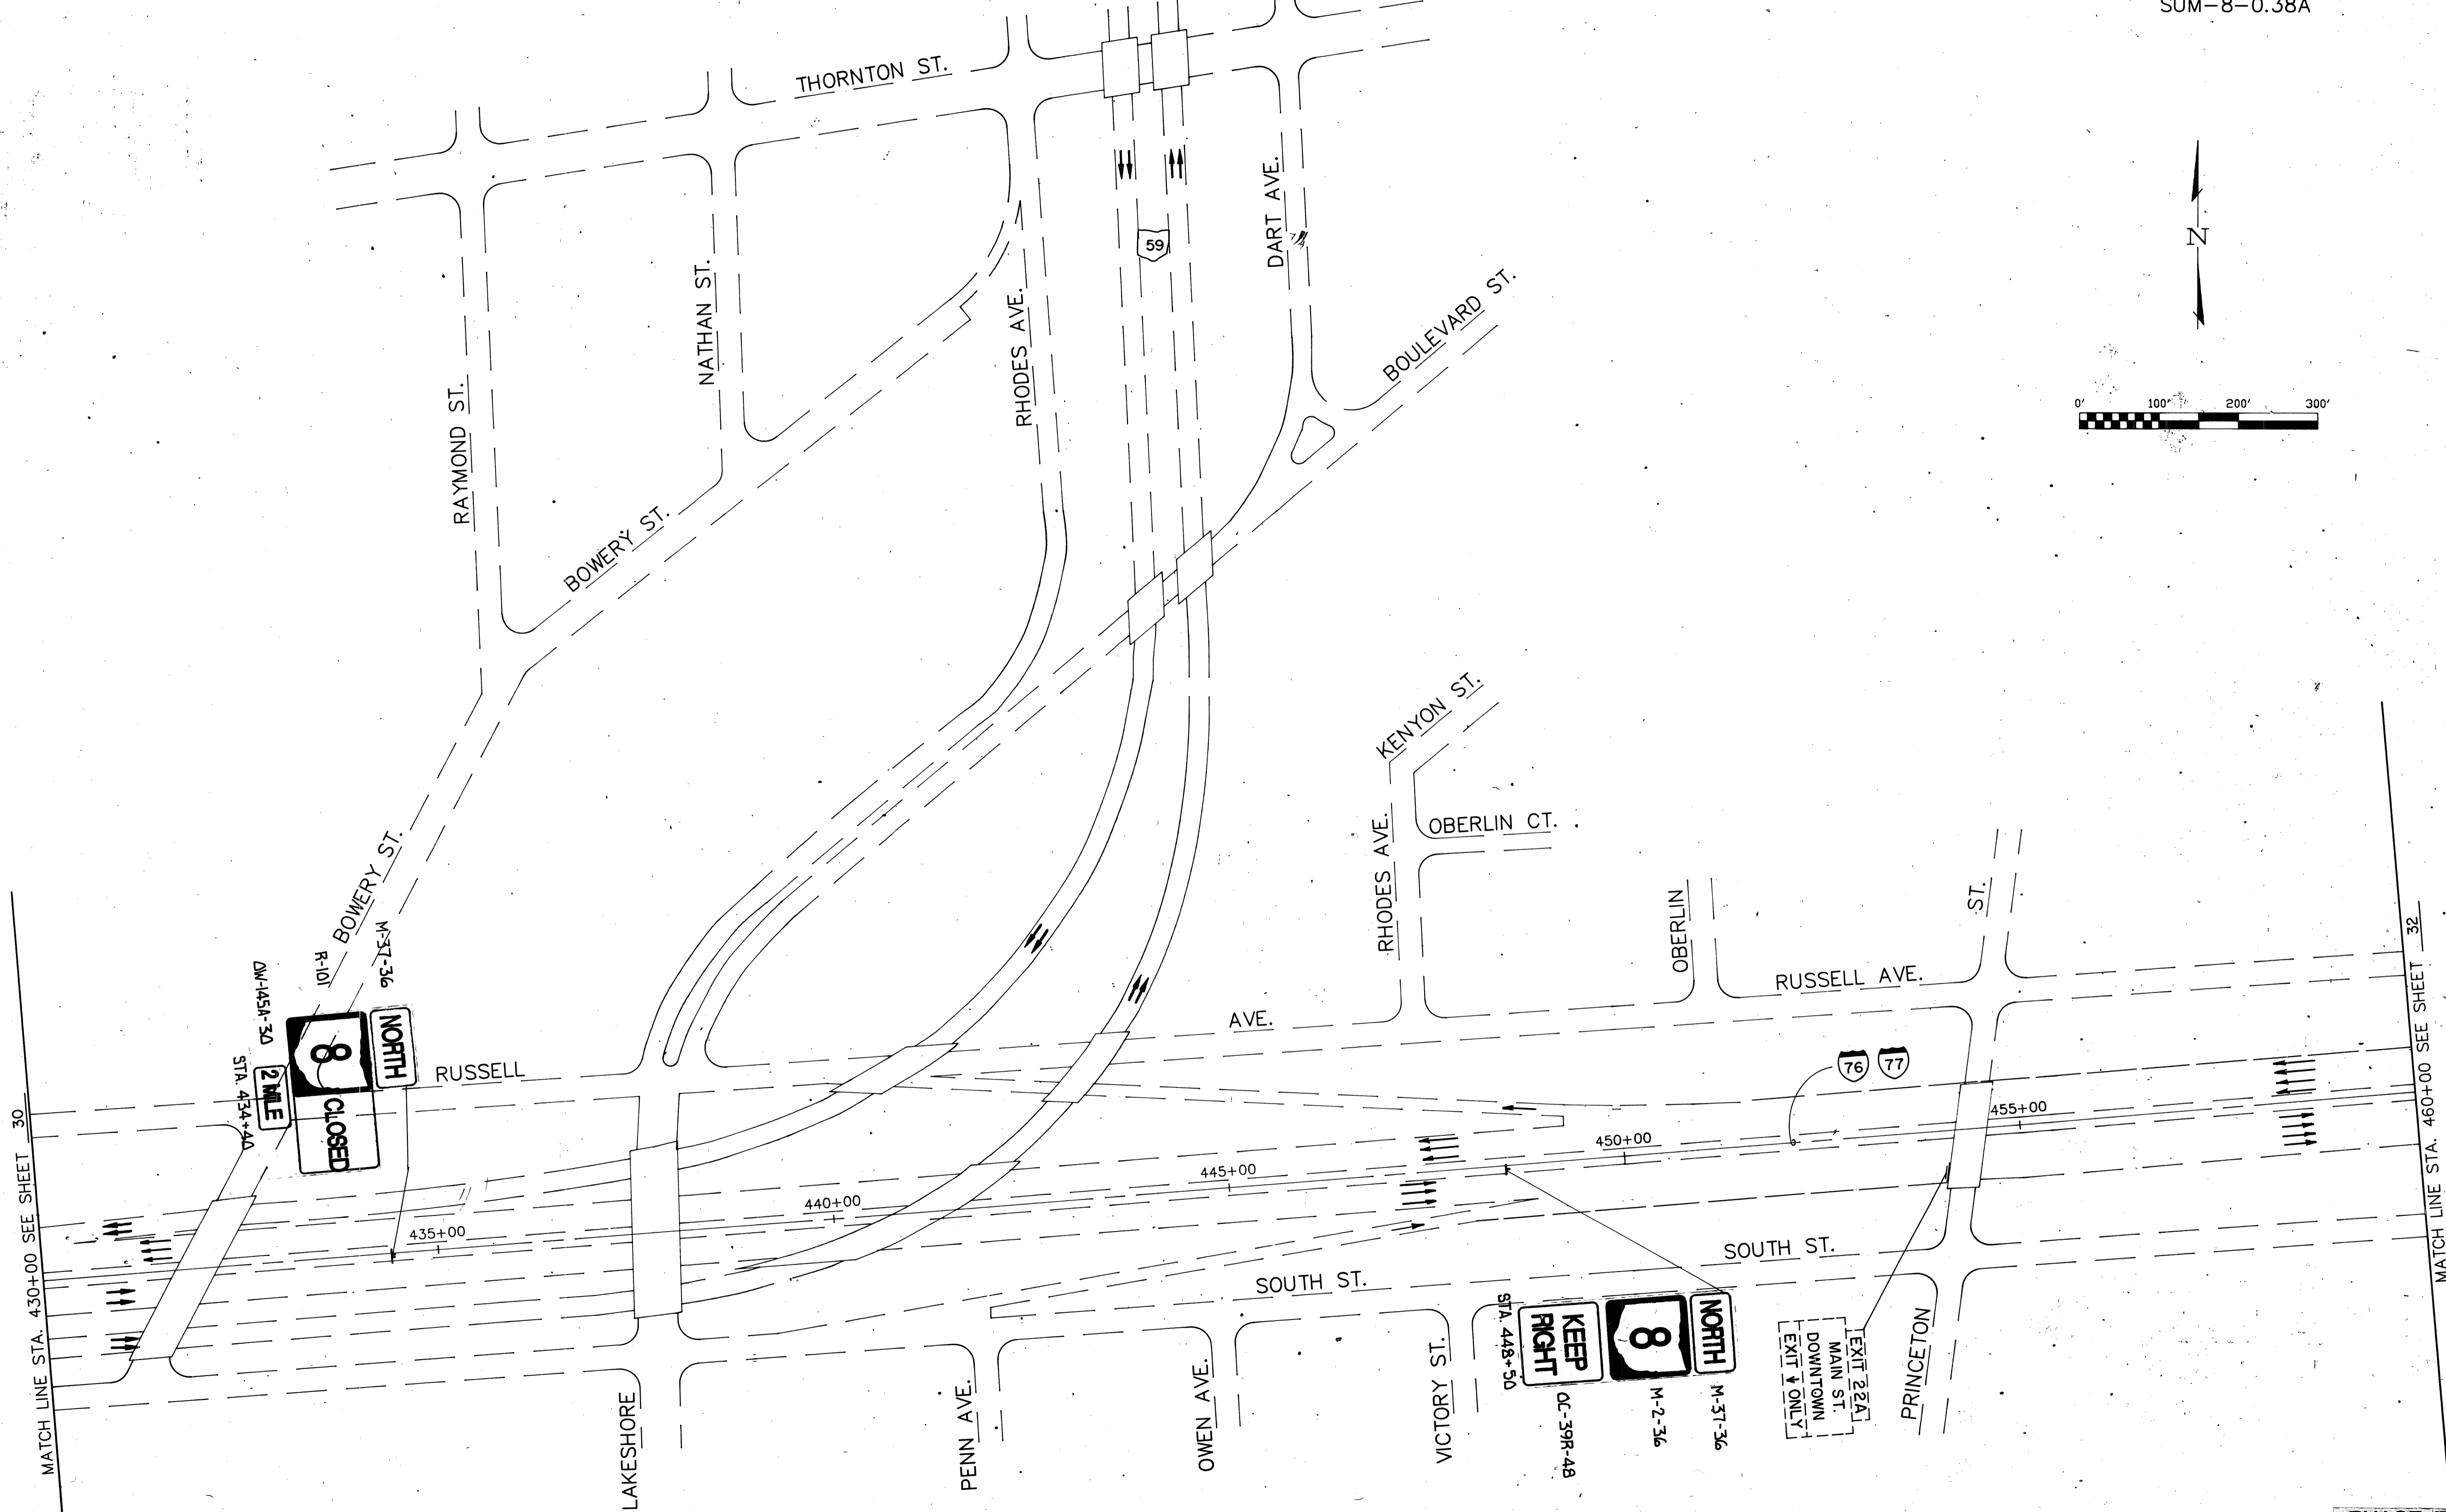 SUM-8-0.38A
THORNTON ST.
DART AVE.
59
N
NATHAN ST.
RHODES AVE.
BOULEVARD ST.
RAYMOND ST.
0' 100' 200' 300'
BOWERY ST.
KENYON ST.
OBERLIN CT.
RHODES AVE.
BOWERY ST.
OBERLIN
ST.
RUSSELL AVE.
AVE.
RUSSELL
M-37-36
R-101
OW-145A-30
STA. 434+40
NORTH
8
CLOSED
2 MILE
76 77
455+00
450+00
445+00
440+00
435+00
MATCH LINE STA. 430+00 SEE SHEET 30
MATCH LINE STA. 460+00 SEE SHEET 32
SOUTH ST.
SOUTH ST.
LAKESHORE
PENN AVE.
OWEN AVE.
VICTORY ST.
PRINCETON
STA. 448+50
NORTH
8
KEEP
RIGHT
M-37-36
M-2-36
OC-39R-48
EXIT 22A
MAIN ST.
DOWNTOWN
EXIT ↓ ONLY